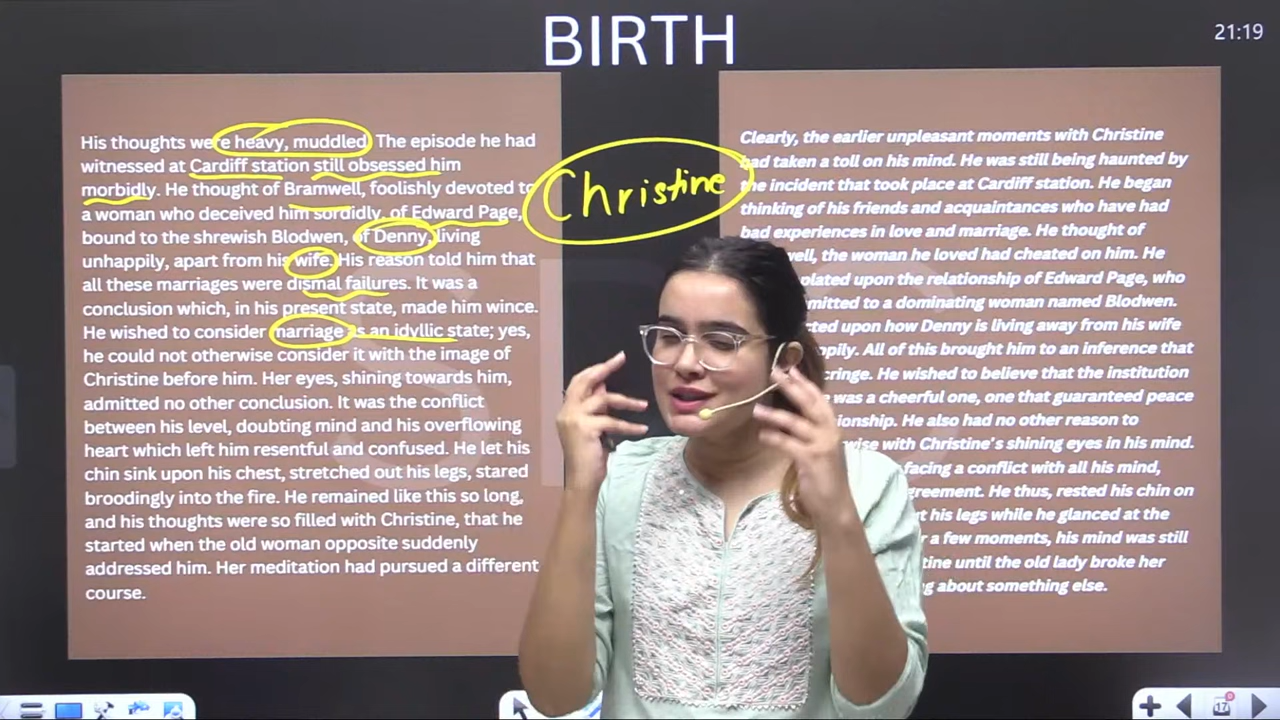 BIRTH
21:19
His thoughts were heavy, muddled. The episode he had
witnessed at Cardiff station still obsessed him
morbidly. He thought of Bramwell, foolishly devoted to
a woman who deceived him sordidly, of Edward Page,
bound to the shrewish Blodwen, of Denny, living
unhappily, apart from his wife. His reason told him that
all these marriages were dismal failures. It was a
conclusion which, in his present state, made him wince.
He wished to consider marriage as an idyllic state; yes,
he could not otherwise consider it with the image of
Christine before him. Her eyes, shining towards him,
admitted no other conclusion. It was the conflict
between his level, doubting mind and his overflowing
heart which left him resentful and confused. He let his
chin sink upon his chest, stretched out his legs, stared
broodingly into the fire. He remained like this so long,
and his thoughts were so filled with Christine, that he
started when the old woman opposite suddenly
addressed him. Her meditation had pursued a different
course.
Christine
Clearly, the earlier unpleasant moments with Christine
had taken a toll on his mind. He was still being haunted by
the incident that took place at Cardiff station. He began
thinking of his friends and acquaintances who have had
bad experiences in love and marriage. He thought of
well, the woman he loved had cheated on him. He
upon the relationship of Edward Page, who
to a dominating woman named Blodwen.
upon how Denny is living away from his wife
All of this brought him to an inference that
cringe. He wished to believe that the institution
was a cheerful one, one that guaranteed peace
He also had no other reason to
wise with Christine's shining eyes in his mind.
facing a conflict with all his mind,
He thus, rested his chin on
his legs while he glanced at the
a few moments, his mind was still
until the old lady broke her
about something else.
17